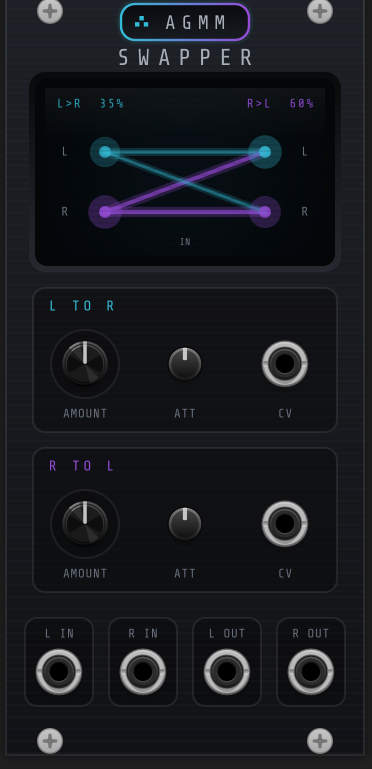 AGMM
SWAPPER
L>R 35% R>L 60%
L L
R R
IN
L TO R
AMOUNT ATT CV
R TO L
AMOUNT ATT CV
L IN R IN L OUT R OUT